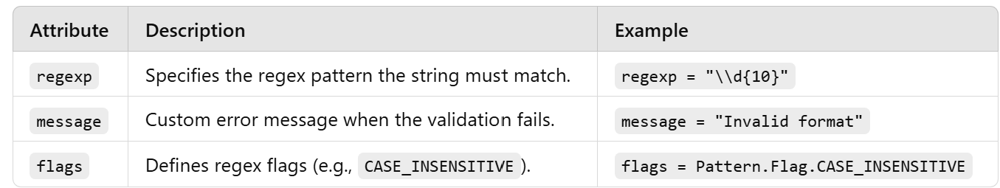 Attribute Description Example
regexp Specifies the regex pattern the string must match. regexp = "\\d{10}"
message Custom error message when the validation fails. message = "Invalid format"
flags Defines regex flags (e.g., CASE_INSENSITIVE ). flags = Pattern.Flag.CASE_INSENSITIVE